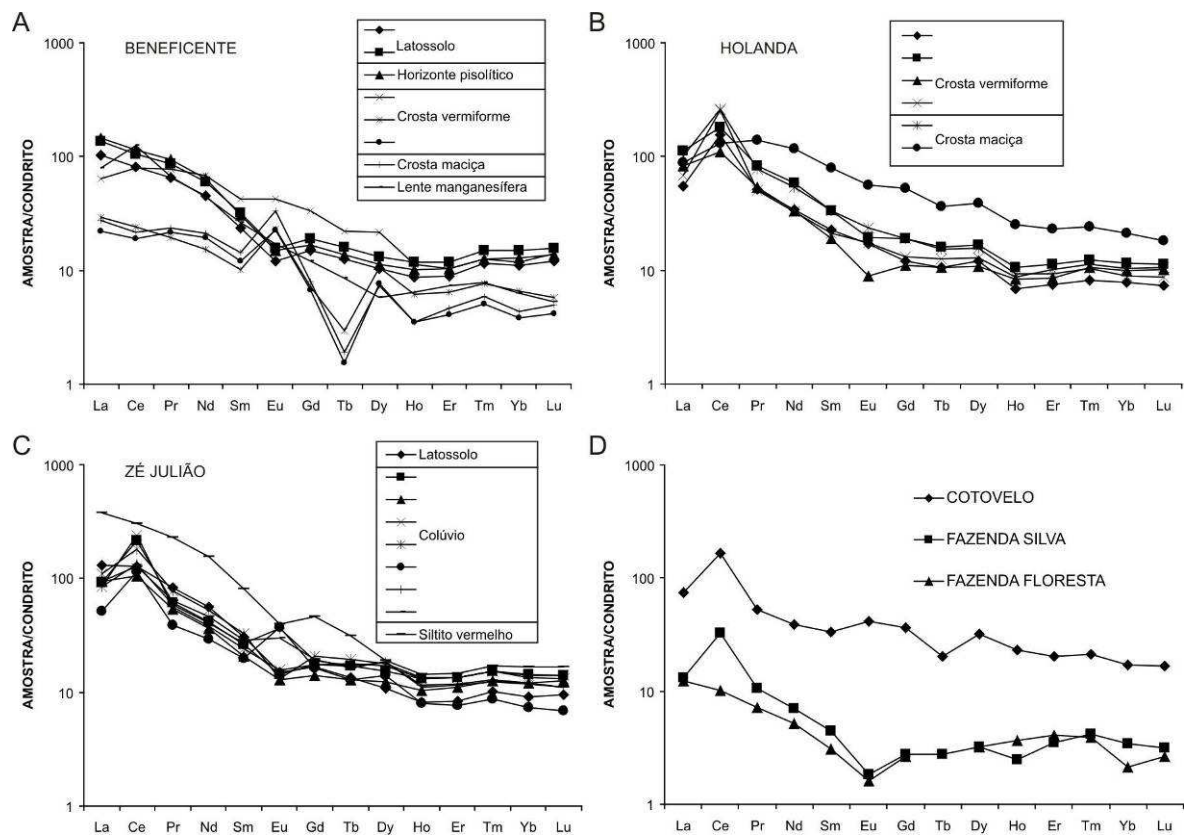 A
BENEFICENTE
AMOSTRA/CONDRITO
1000
100
10
1
La Ce Pr Nd Sm Eu Gd Tb Dy Ho Er Tm Yb Lu
Latossolo
Horizonte pisolítico
Crosta vermiforme
Crosta maciça
Lente manganesífera
B
HOLANDA
AMOSTRA/CONDRITO
1000
100
10
1
La Ce Pr Nd Sm Eu Gd Tb Dy Ho Er Tm Yb Lu
Crosta vermiforme
Crosta maciça
C
ZÉ JULIÃO
AMOSTRA/CONDRITO
1000
100
10
1
La Ce Pr Nd Sm Eu Gd Tb Dy Ho Er Tm Yb Lu
Latossolo
Colúvio
Siltito vermelho
D
AMOSTRA/CONDRITO
1000
100
10
1
La Ce Pr Nd Sm Eu Gd Tb Dy Ho Er Tm Yb Lu
COTOVELO
FAZENDA SILVA
FAZENDA FLORESTA